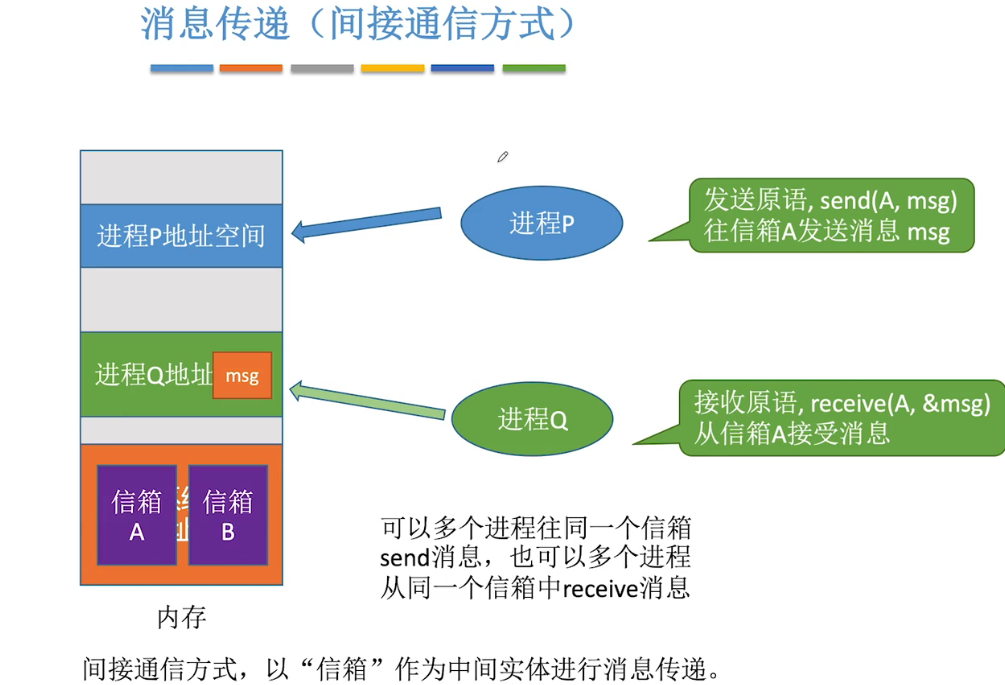 消息传递（间接通信方式）
进程P地址空间
进程P
发送原语, send(A, msg)
往信箱A发送消息 msg
进程Q地址
msg
进程Q
接收原语, receive(A, &msg)
从信箱A接受消息
信箱
A
信箱
B
可以多个进程往同一个信箱
send消息，也可以多个进程
从同一个信箱中receive消息
内存
间接通信方式，以“信箱”作为中间实体进行消息传递。